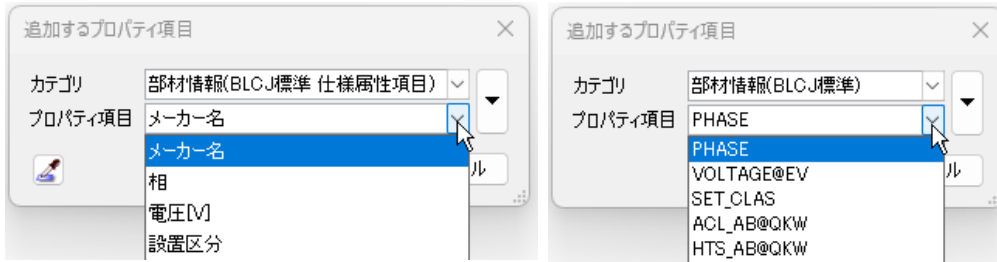 追加するプロパティ項目
カテゴリ 部材情報(BLCJ標準 仕様属性項目)
プロパティ項目 メーカー名
メーカー名
相
電圧[V]
設置区分
ル
追加するプロパティ項目
カテゴリ 部材情報(BLCJ標準)
プロパティ項目 PHASE
PHASE
VOLTAGE@EV
SET_CLAS
ACL_AB@QKW
HTS_AB@QKW
ル